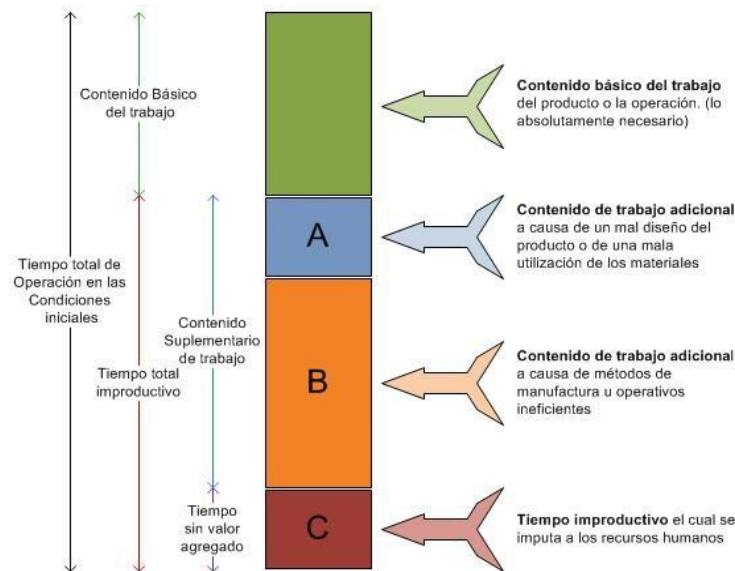 Contenido Básico
del trabajo
Tiempo total de
Operación en las
Condiciones
iniciales
Tiempo total
improductivo
Contenido
Suplementario
de trabajo
Tiempo
sin valor
agregado
A
B
C
Contenido básico del trabajo
del producto o la operación. (lo
absolutamente necesario)
Contenido de trabajo adicional
a causa de un mal diseño del
producto o de una mala
utilización de los materiales
Contenido de trabajo adicional
a causa de métodos de
manufactura u operativos
ineficientes
Tiempo improductivo el cual se
imputa a los recursos humanos